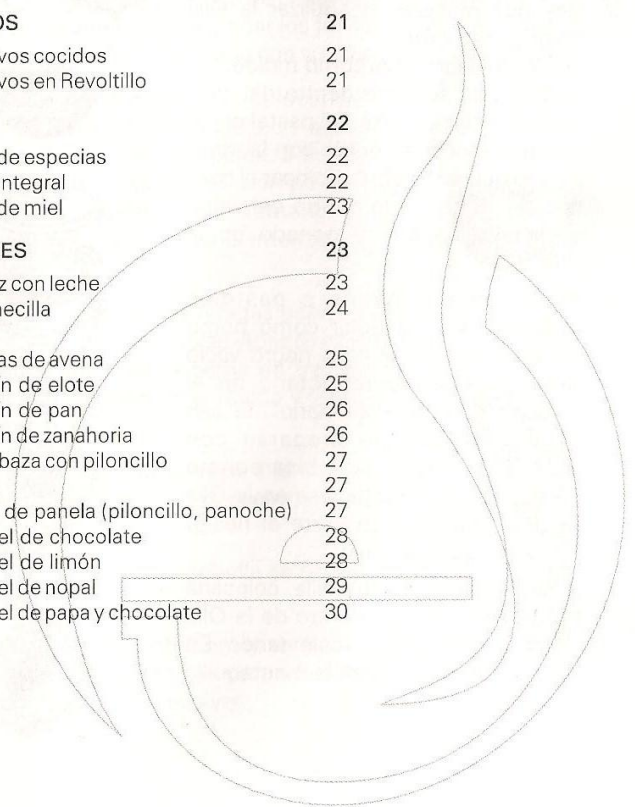 OS 21
vos cocidos 21
vos en Revoltillo 21
22
de especias 22
ntegral 22
de miel 23
ES 23
z con leche 23
necilla 24
as de avena 25
ín de elote 25
n de pan 26
n de zanahoria 26
baza con piloncillo 27
27
de panela (piloncillo, panoche) 27
el de chocolate 28
el de limón 28
el de nopal 29
el de papa y chocolate 30